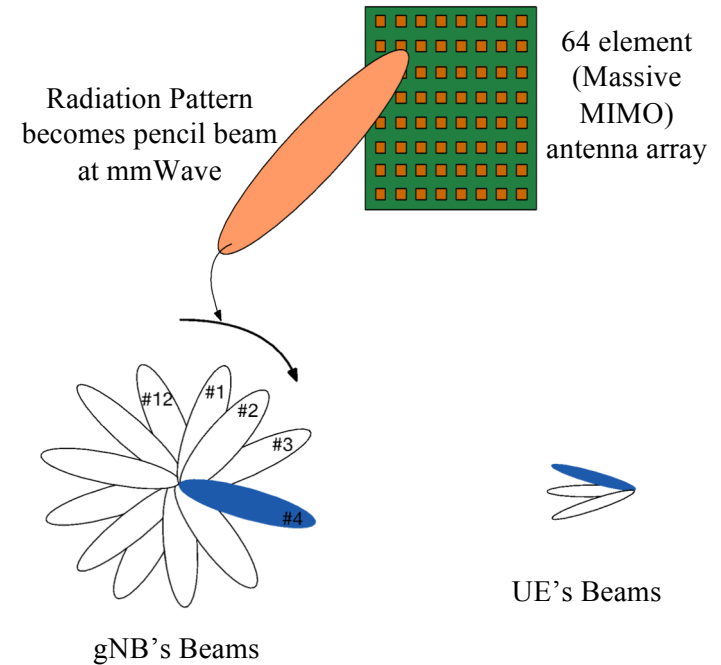 64 element
(Massive
MIMO)
antenna array
Radiation Pattern
becomes pencil beam
at mmWave
#12
#1
#2
#3
#4
UE’s Beams
gNB’s Beams